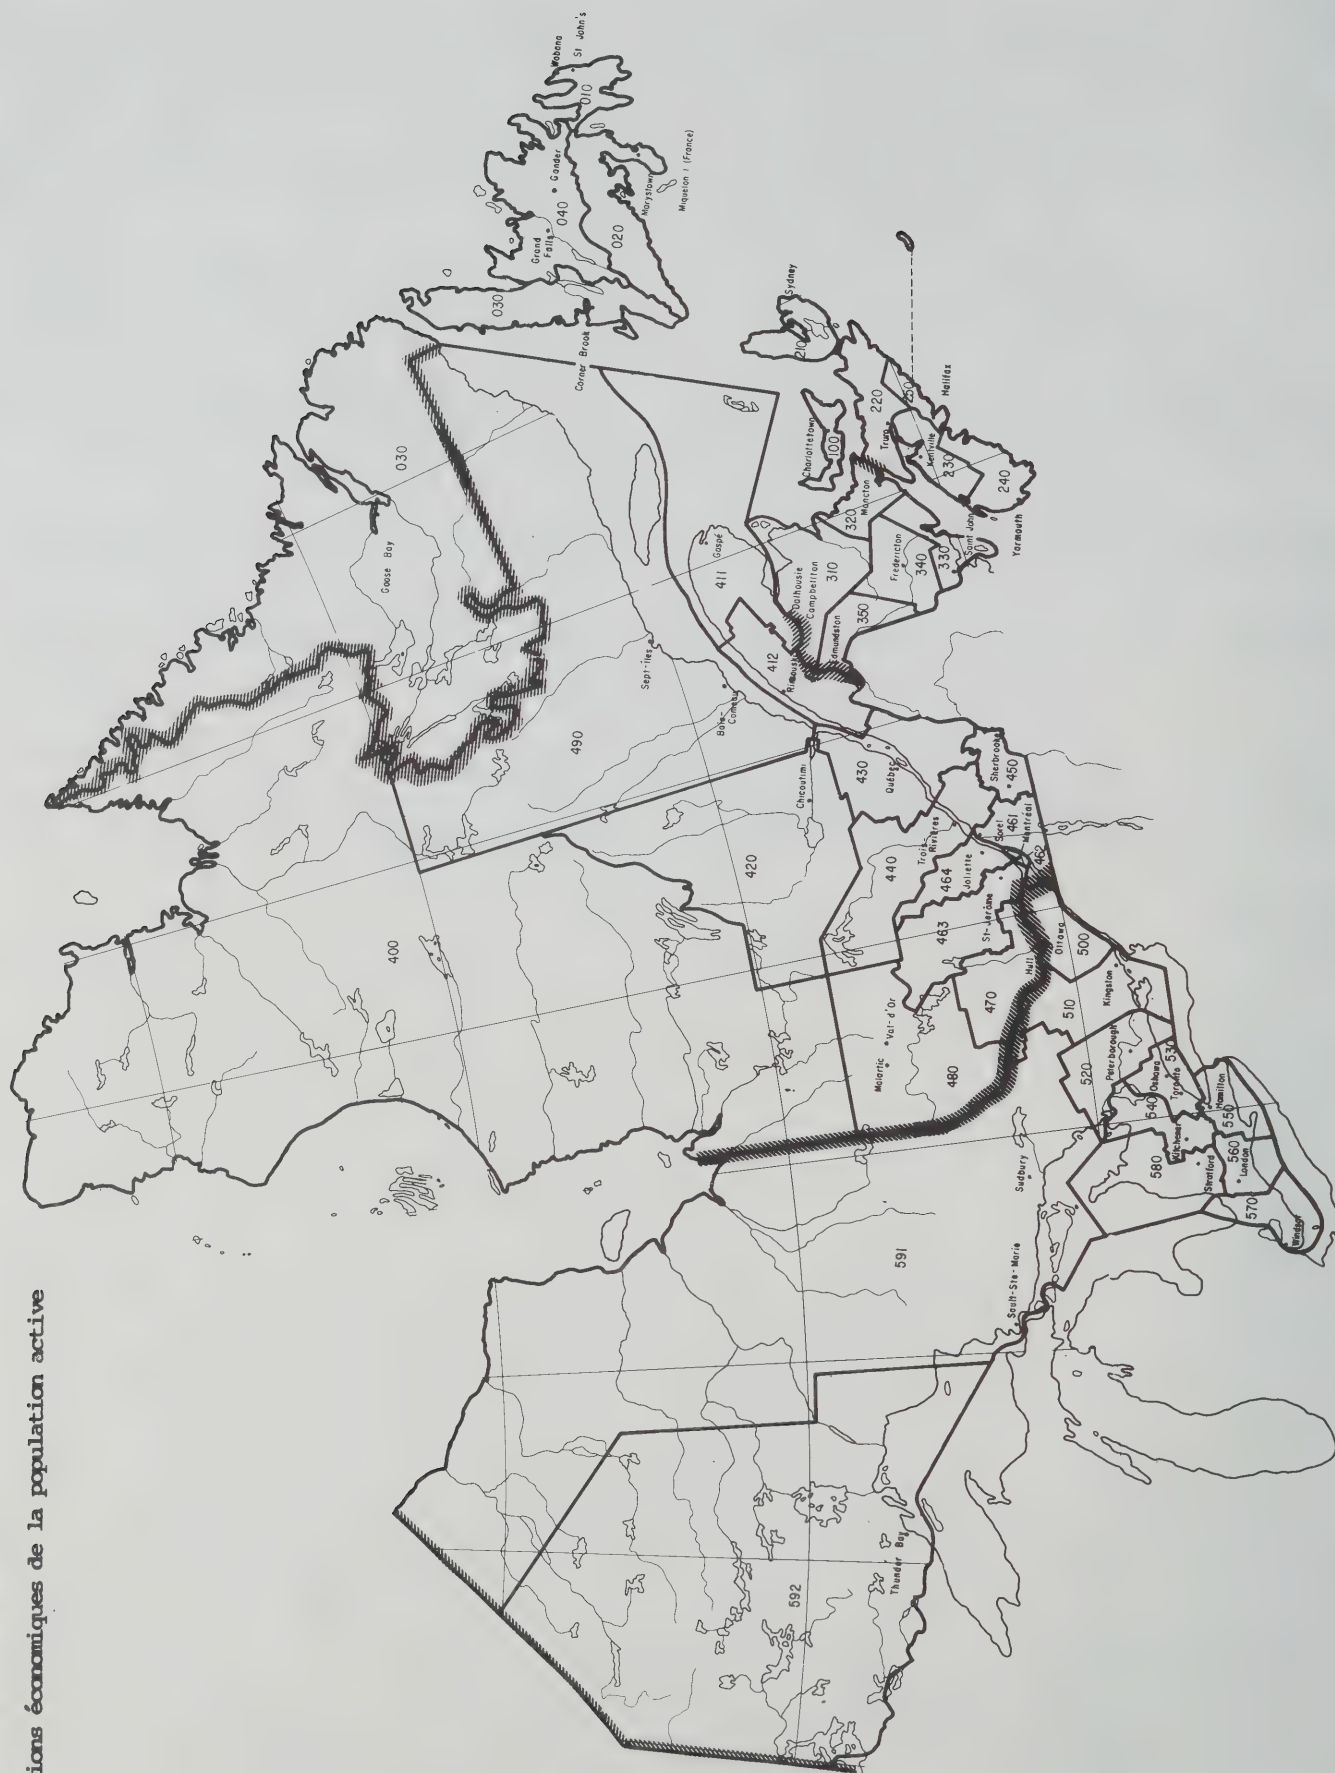 ions économiques de la population active
Wabana
St John's
010
Gander
040
Grand
Falls
020
Marystown
Miquelon I (France)
030
Corner Brook
030
Goose Bay
Sydney
210
220
250
Halifax
Charlottetown
100
Truro
Kentville
230
240
Yarmouth
320
Moncton
Saint John
330
Fredericton
340
310
Dalhousie
Campbellton
350
Edmundston
411
Gaspé
412
Rimouski
Sept-Iles
Baie-
Comeau
490
400
420
Chicoutimi
430
Québec
440
Trois
Rivières
Sherbrooke
450
Sorel
461
Montréal
462
464
Joliette
463
St-Jérôme
Malartic
Val-d'Or
480
470
Hull
Ottawa
500
510
Kingston
520
Peterborough
530
Oshawa
540
Toronto
Hamilton
550
Kitchener
580
Stratford
560
London
570
Windsor
Sudbury
591
Sault-Ste-Marie
592
Thunder Bay